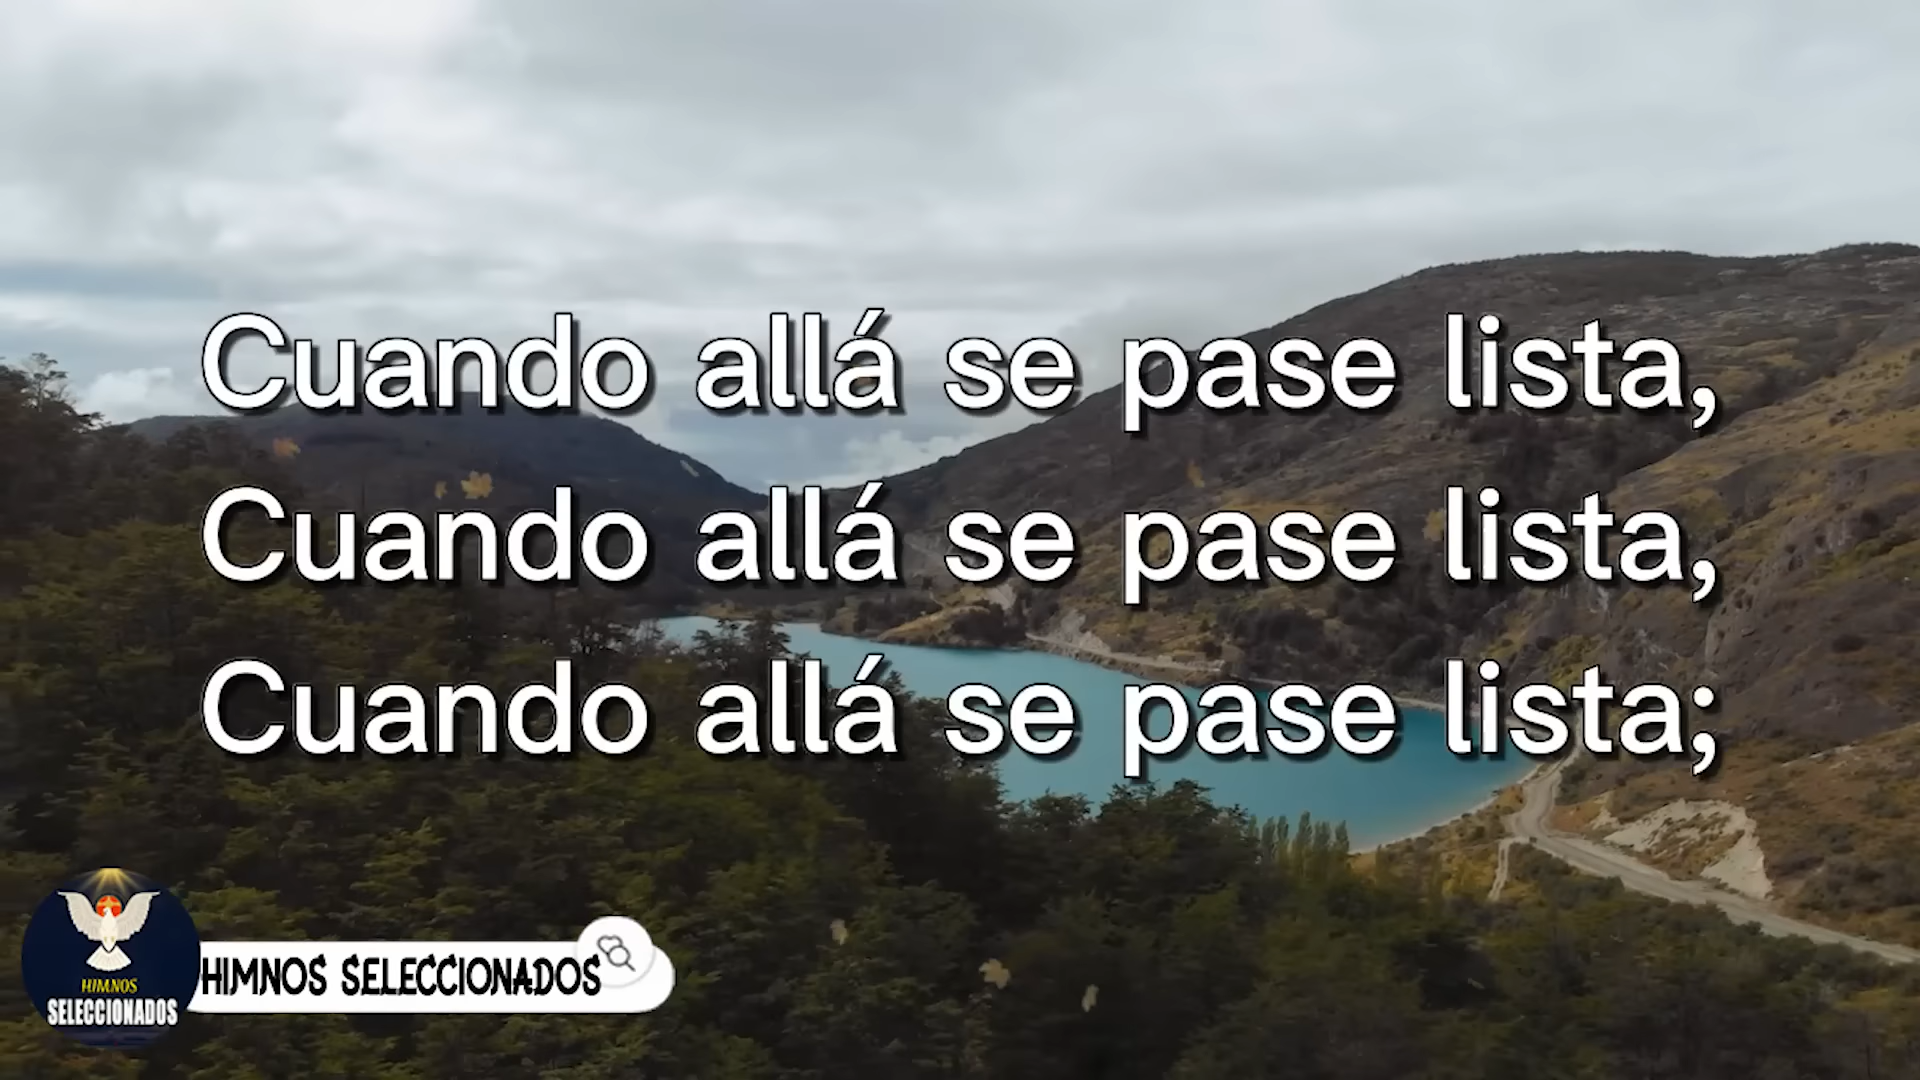 Cuando allá se pase lista,
Cuando allá se pase lista,
Cuando allá se pase lista;
HIMNOS SELECCIONADOS
HIMNOS
SELECCIONADOS